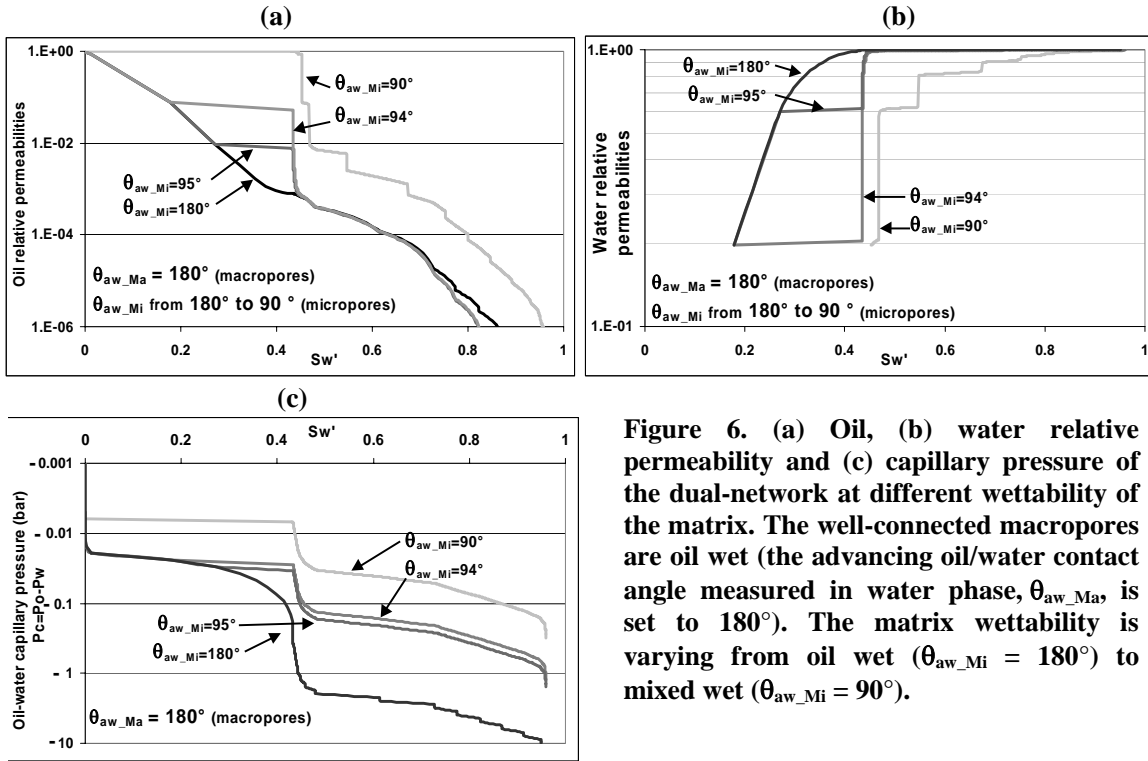 (a)
1.E+00
1.E-02
1.E-04
1.E-06
Oil relative permeabilities
θaw_Mi=90°
θaw_Mi=94°
θaw_Mi=95°
θaw_Mi=180°
θaw_Ma = 180° (macropores)
θaw_Mi from 180° to 90 ° (micropores)
0 0.2 0.4 0.6 0.8 1
Sw'
(b)
1.E+00
1.E-01
Water relative
permeabilities
θaw_Mi=180°
θaw_Mi=95°
θaw_Mi=94°
θaw_Mi=90°
θaw_Ma = 180° (macropores)
θaw_Mi from 180° to 90 ° (micropores)
0 0.2 0.4 0.6 0.8 1
Sw'
(c)
Sw'
0 0.2 0.4 0.6 0.8 1
-0.001
-0.01
-0.1
-1
-10
Oil-water capillary pressure (bar)
Pc=Po-Pw
θaw_Mi=90°
θaw_Mi=94°
θaw_Mi=95°
θaw_Mi=180°
θaw_Ma = 180° (macropores)
Figure 6. (a) Oil, (b) water relative
permeability and (c) capillary pressure of
the dual-network at different wettability of
the matrix. The well-connected macropores
are oil wet (the advancing oil/water contact
angle measured in water phase, θaw_Ma, is
set to 180°). The matrix wettability is
varying from oil wet (θaw_Mi = 180°) to
mixed wet (θaw_Mi = 90°).